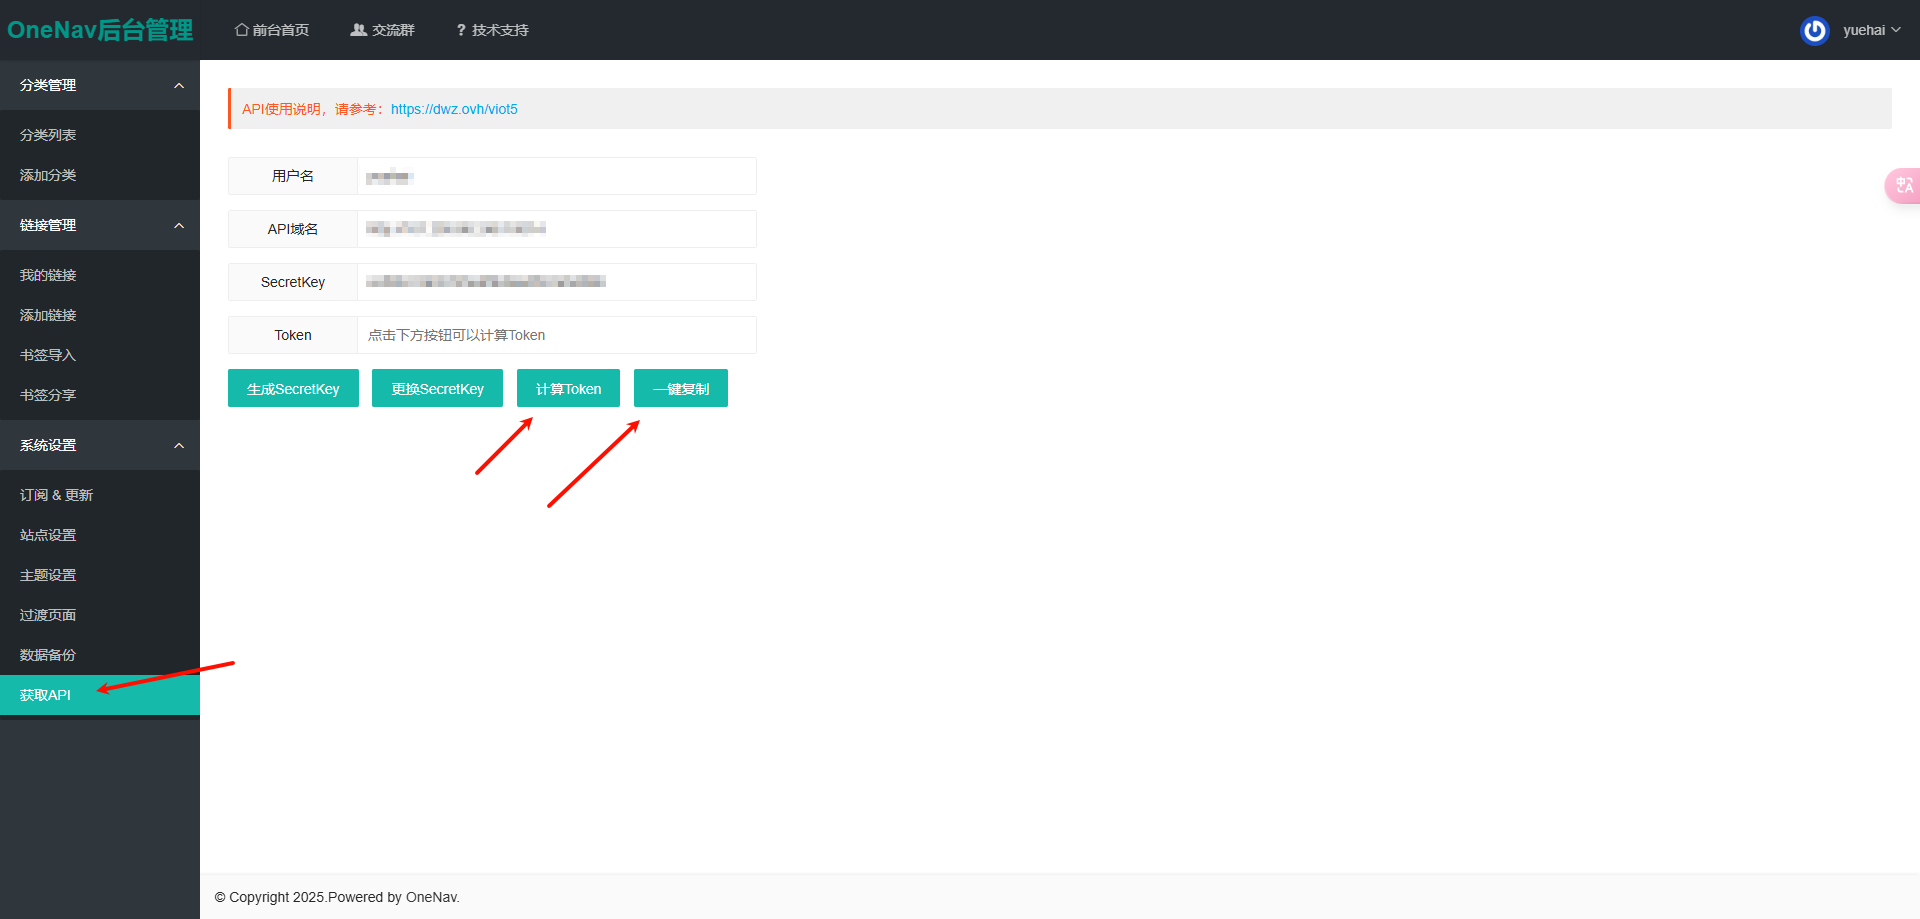 OneNav后台管理
前台首页
交流群
? 技术支持
yuehai
分类管理
分类列表
添加分类
链接管理
我的链接
添加链接
书签导入
书签分享
系统设置
订阅 & 更新
站点设置
主题设置
过渡页面
数据备份
获取API
API使用说明，请参考：https://dwz.ovh/viot5
用户名
API域名
SecretKey
Token
点击下方按钮可以计算Token
生成SecretKey
更换SecretKey
计算Token
一键复制
© Copyright 2025.Powered by OneNav.